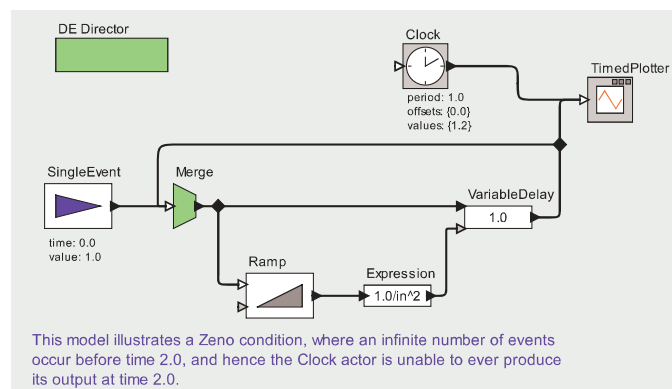 DE Director
Clock
TimedPlotter
period: 1.0
offsets: {0.0}
values: {1.2}
SingleEvent
Merge
VariableDelay
1.0
time: 0.0
value: 1.0
Ramp
Expression
1.0/in^2
This model illustrates a Zeno condition, where an infinite number of events
occur before time 2.0, and hence the Clock actor is unable to ever produce
its output at time 2.0.